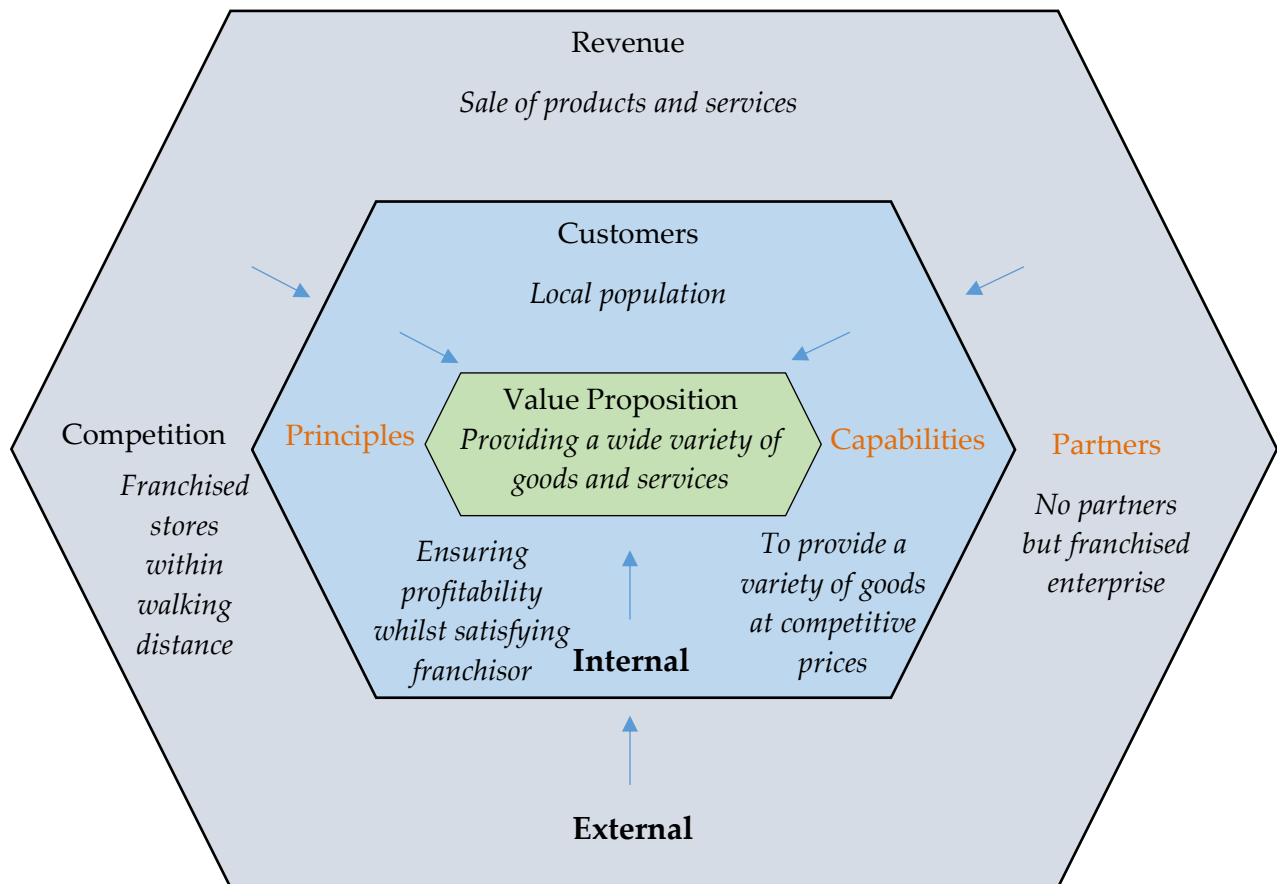 Revenue
Sale of products and services
Customers
Local population
Value Proposition
Providing a wide variety of
goods and services
Competition
Franchised
stores
within
walking
distance
Principles
Ensuring
profitability
whilst satisfying
franchisor
Capabilities
To provide a
variety of goods
at competitive
prices
Partners
No partners
but franchised
enterprise
Internal
External